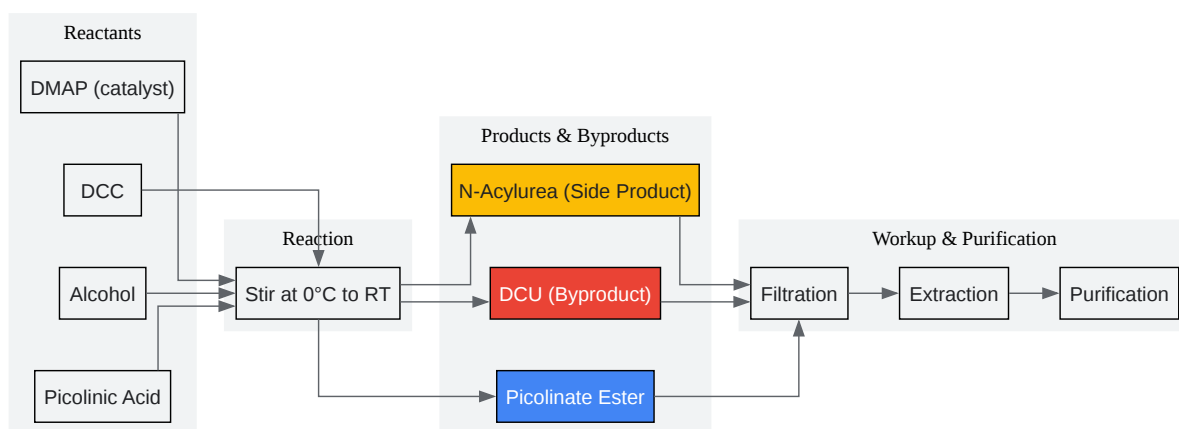 Reactants
DMAP (catalyst)
DCC
Alcohol
Picolinic Acid
Reaction
Stir at 0°C to RT
Products & Byproducts
N-Acylurea (Side Product)
DCU (Byproduct)
Picolinate Ester
Workup & Purification
Filtration
Extraction
Purification